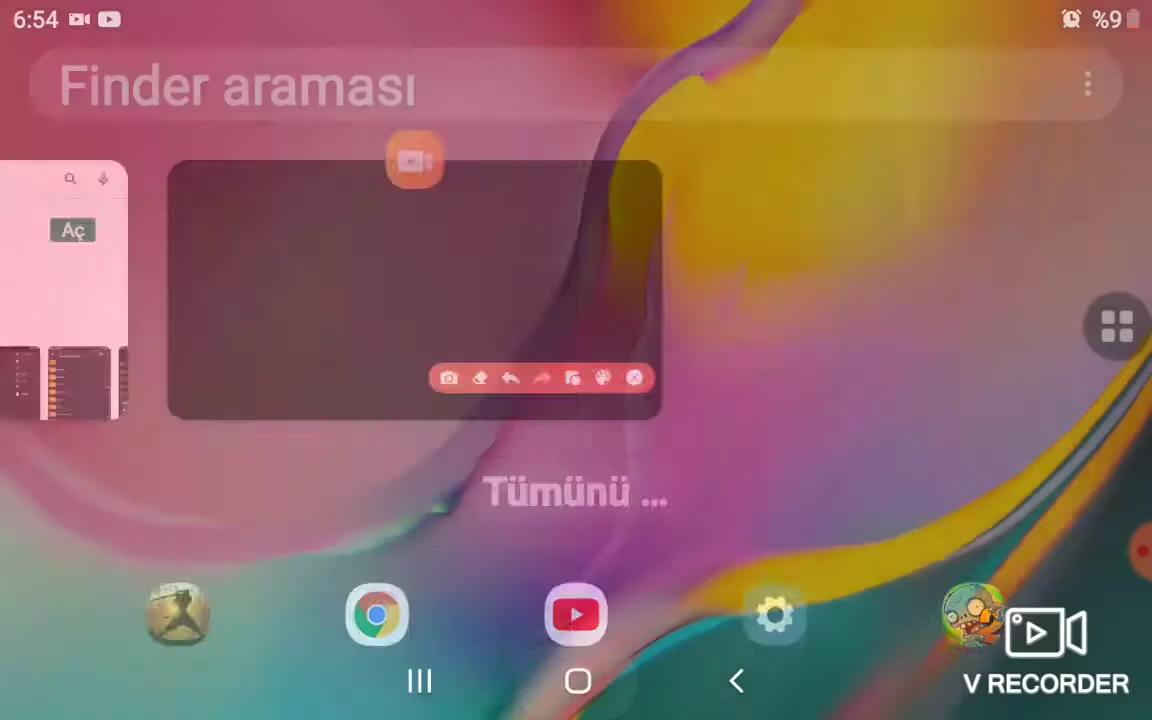 6:54
%9
Finder araması
Aç
Tümünü ...
V RECORDER